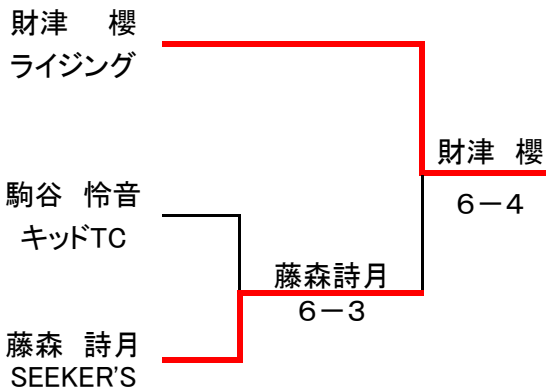 財津　櫻
ライジング
財津　櫻
6－4
駒谷　怜音
キッドTC
藤森詩月
6－3
藤森　詩月
SEEKER'S